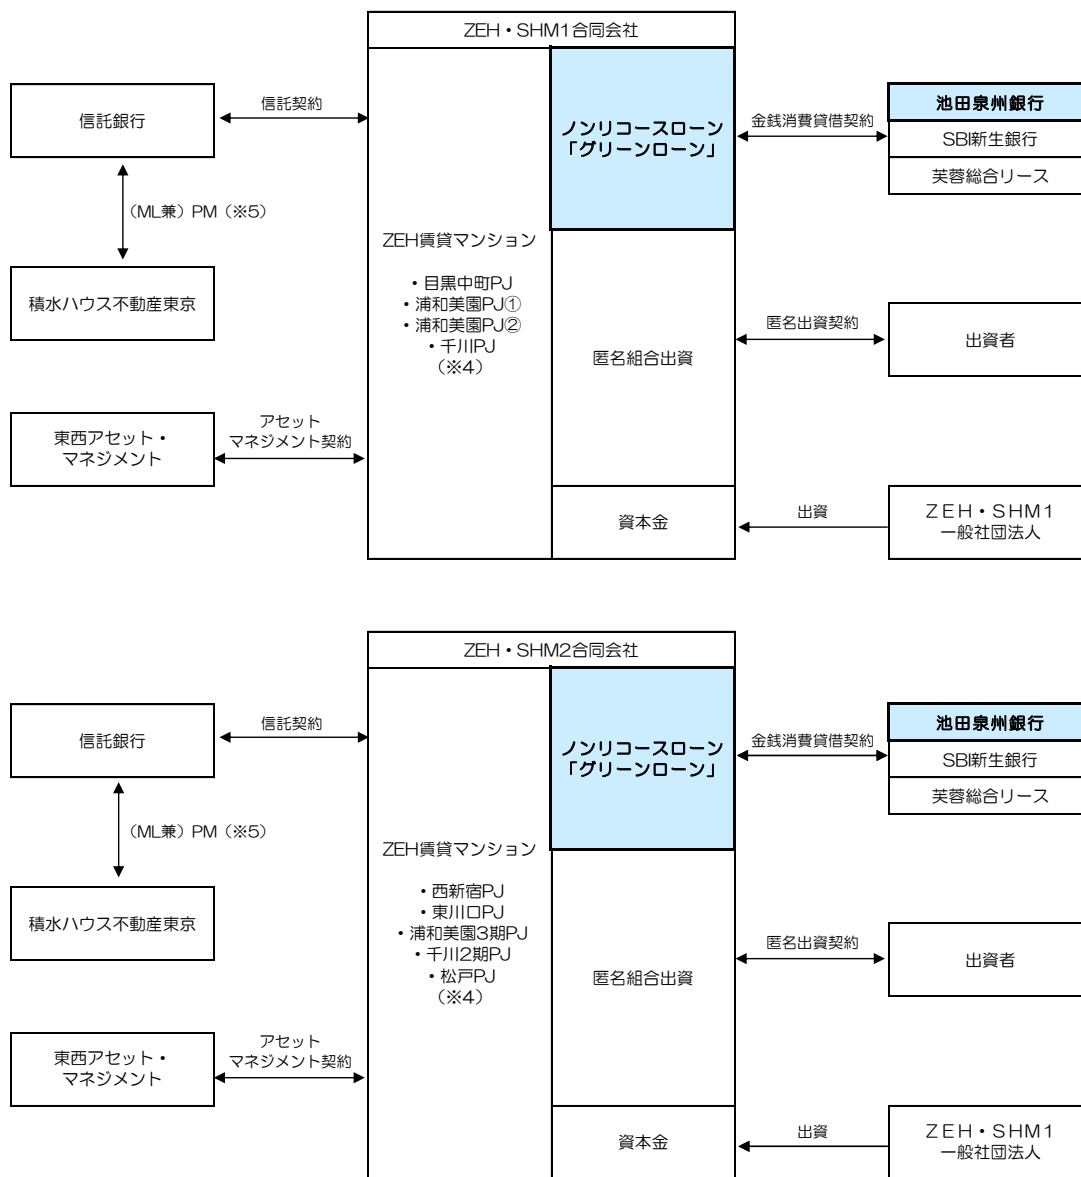 ZEH・SHM1合同会社
信託銀行
信託契約
(ML兼)PM(※5)
積水ハウス不動産東京
東西アセット・
マネジメント
アセット
マネジメント契約
ZEH賃貸マンション
・目黒中町PJ
・浦和美園PJ①
・浦和美園PJ②
・千川PJ
(※4)
ノンリコースローン
「グリーンローン」
匿名組合出資
資本金
金銭消費貸借契約
池田泉州銀行
SBI新生銀行
芙蓉総合リース
匿名出資契約
出資者
出資
ZEH・SHM1
一般社団法人
ZEH・SHM2合同会社
信託銀行
信託契約
(ML兼)PM(※5)
積水ハウス不動産東京
東西アセット・
マネジメント
アセット
マネジメント契約
ZEH賃貸マンション
・西新宿PJ
・東川口PJ
・浦和美園3期PJ
・千川2期PJ
・松戸PJ
(※4)
ノンリコースローン
「グリーンローン」
匿名組合出資
資本金
金銭消費貸借契約
池田泉州銀行
SBI新生銀行
芙蓉総合リース
匿名出資契約
出資者
出資
ZEH・SHM1
一般社団法人